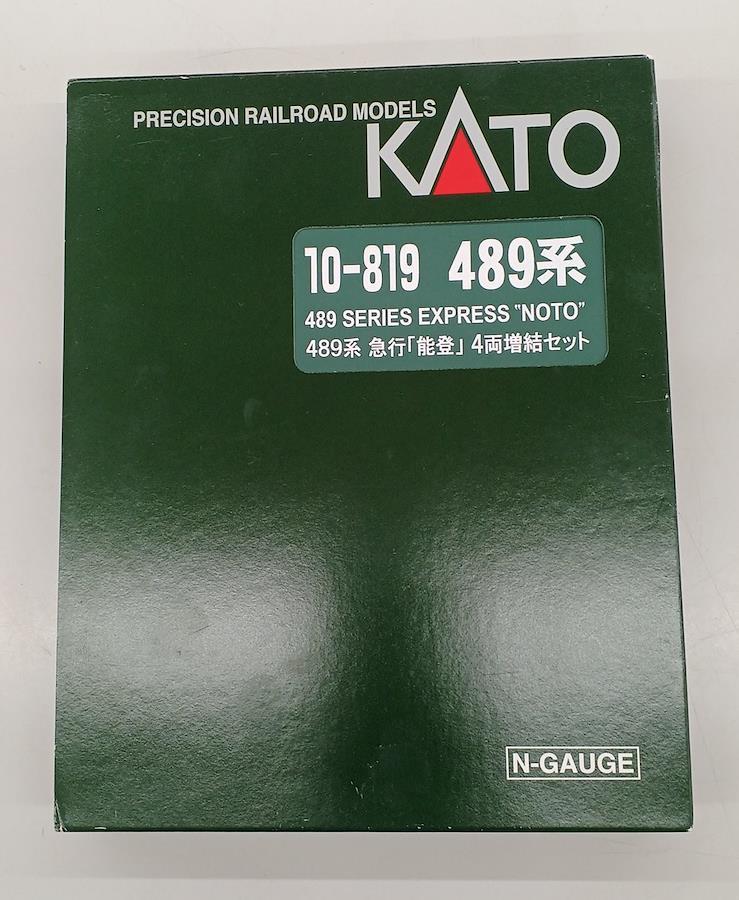 PRECISION RAILROAD MODELS
KATO
10-819 489系
489 SERIES EXPRESS "NOTO"
489系 急行「能登」4両増結セット
N-GAUGE